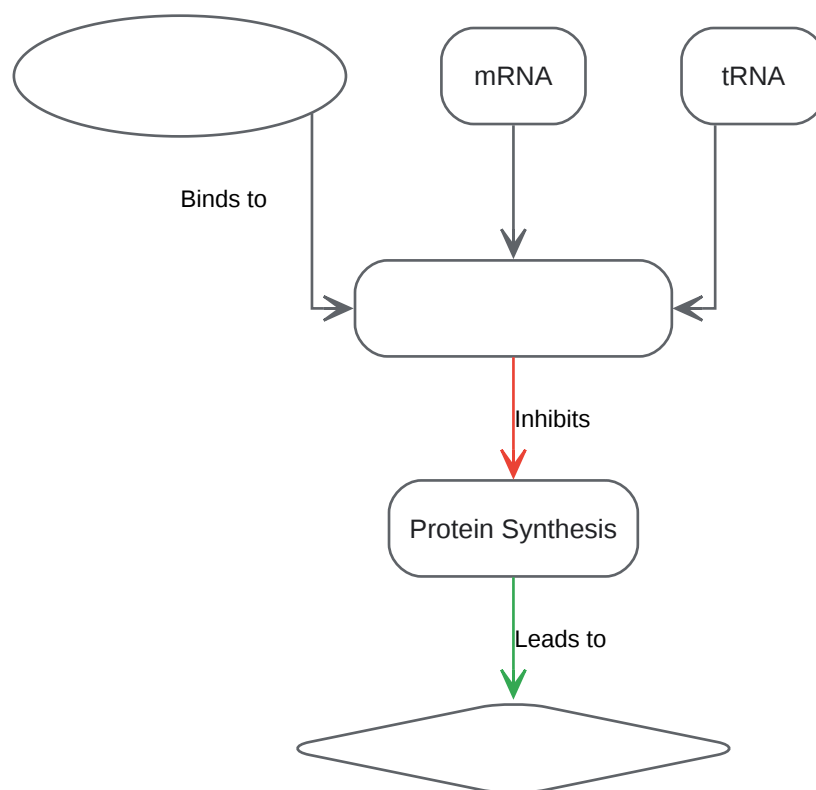 mRNA
tRNA
Binds to
Inhibits
Protein Synthesis
Leads to